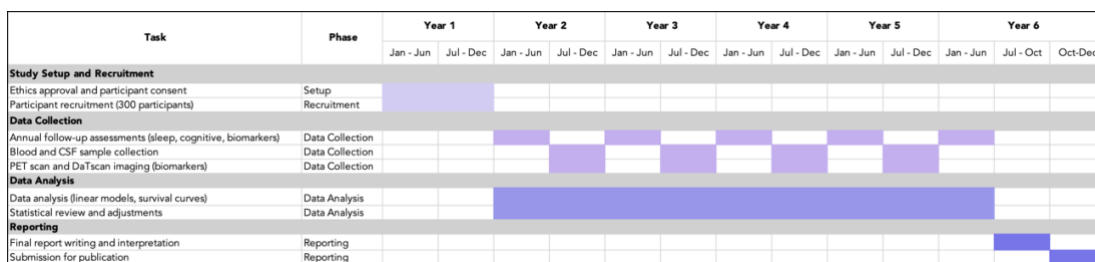 Task Phase Year 1 Year 2 Year 3 Year 4 Year 5 Year 6
Jan - Jun Jul - Dec Jan - Jun Jul - Dec Jan - Jun Jul - Dec Jan - Jun Jul - Dec Jan - Jun Jul - Dec Jan - Jun Jul - Oct Oct-Dec
Study Setup and Recruitment
Ethics approval and participant consent Setup
Participant recruitment (300 participants) Recruitment
Data Collection
Annual follow-up assessments (sleep, cognitive, biomarkers) Data Collection
Blood and CSF sample collection Data Collection
PET scan and DaTscan imaging (biomarkers) Data Collection
Data Analysis
Data analysis (linear models, survival curves) Data Analysis
Statistical review and adjustments Data Analysis
Reporting
Final report writing and interpretation Reporting
Submission for publication Reporting